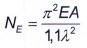 N_E = π²EA / 1,1λ²